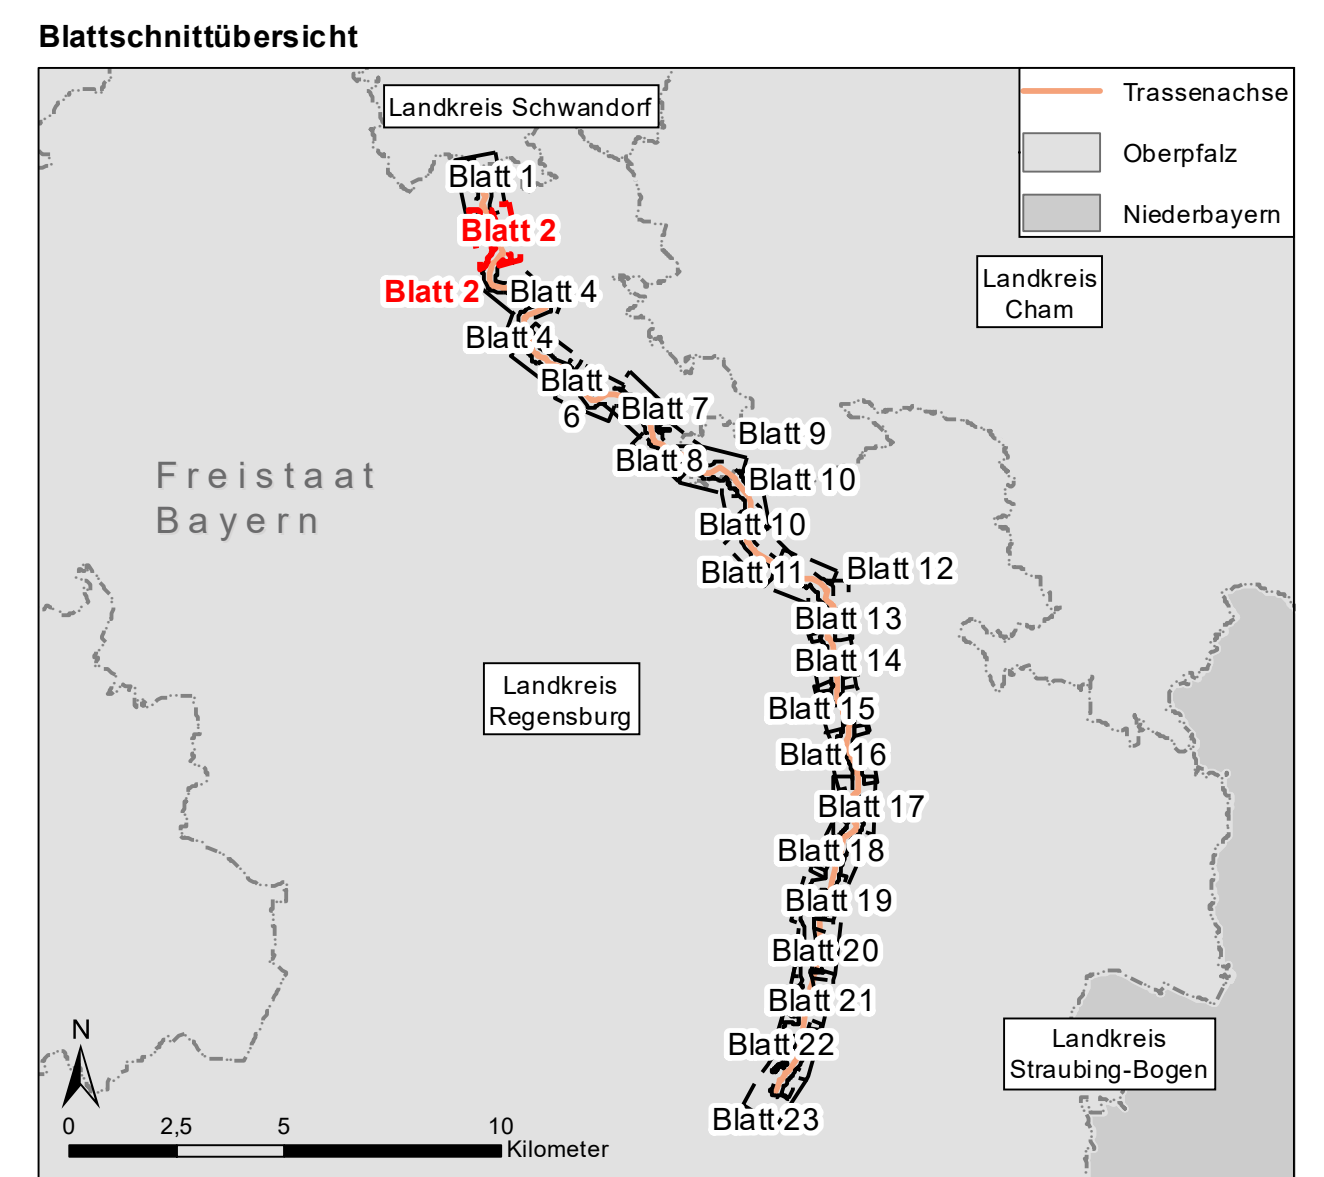 Blattschnittübersicht
Landkreis Schwandorf
Trassenachse
Oberpfalz
Niederbayern
Blatt 1
Blatt 2
Blatt 2
Blatt 4
Blatt 4
Landkreis
Cham
Blatt
6
Blatt 7
Blatt 9
Blatt 8
Blatt 10
Freistaat
Bayern
Blatt 10
Blatt 11
Blatt 12
Blatt 13
Blatt 14
Landkreis
Regensburg
Blatt 15
Blatt 16
Blatt 17
Blatt 18
Blatt 19
Blatt 20
Blatt 21
Blatt 22
Blatt 23
Landkreis
Straubing-Bogen
N
0 2,5 5 10
Kilometer